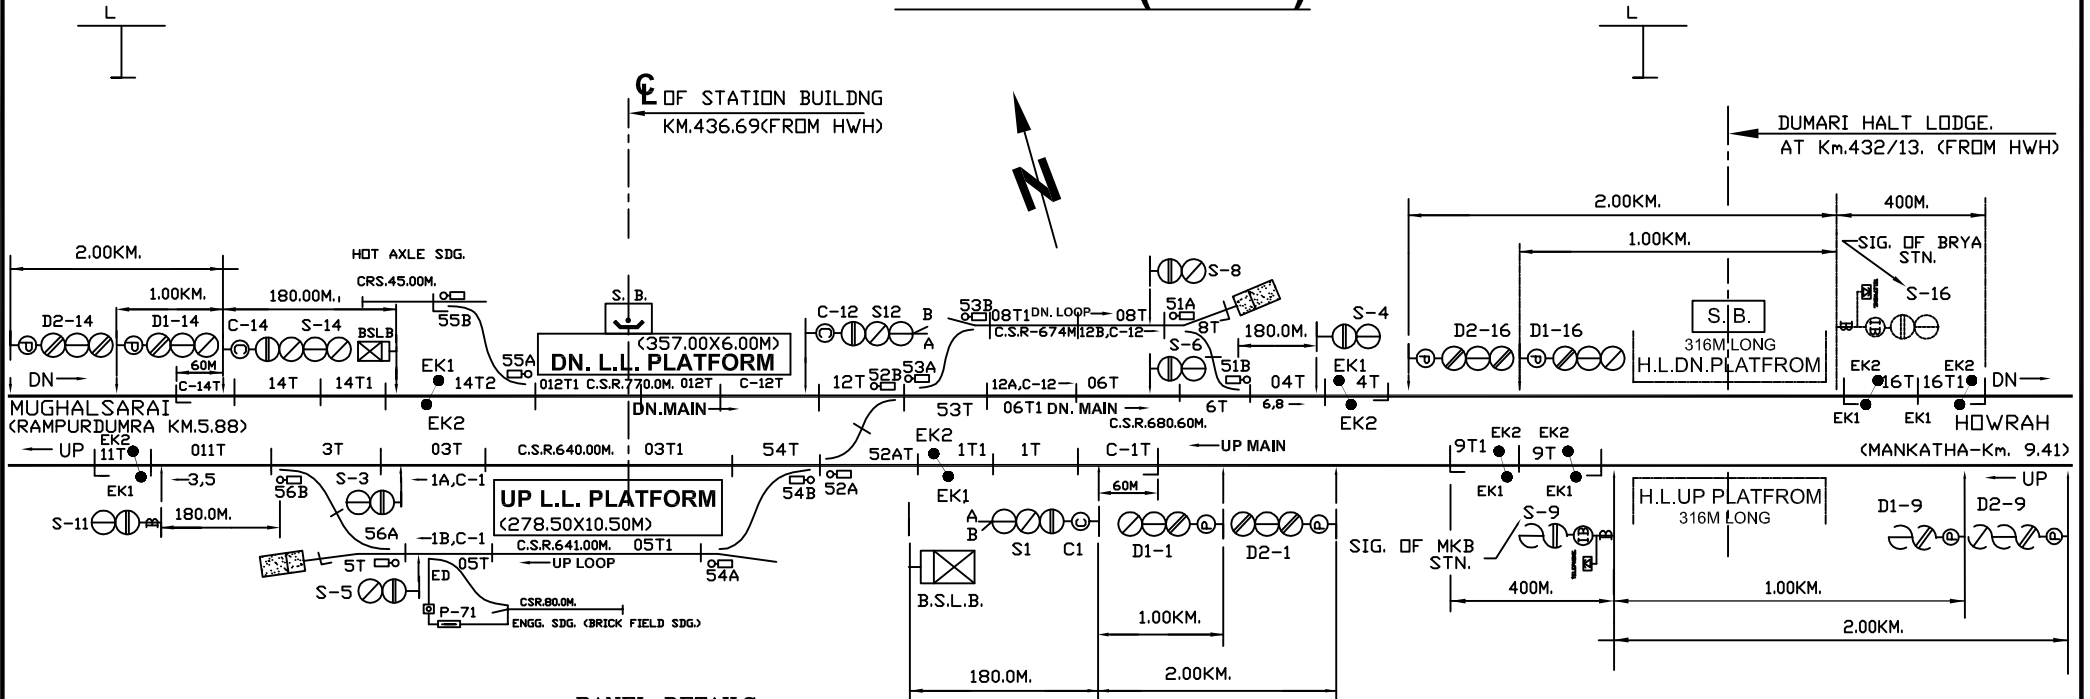 L
L
℄ OF STATION BUILDNG
KM.436.69(FROM HWH)
N
DUMARI HALT LODGE.
AT Km.432/13. (FROM HWH)
2.00KM.
400M.
1.00KM.
SIG. OF BRYA
STN.
S-16
2.00KM.
1.00KM.
180.00M.
HOT AXLE SDG.
CRS.45.00M.
55B
S. B.
C-12 S12
B
A
53B
08T1 DN. LOOP 08T
C.S.R-674M 12B,C-12
S-8
51A
8T
180.0M.
S-4
D2-16 D1-16
S. B.
316M LONG
H.L.DN.PLATFROM
B
1B
D2-14 D1-14
P
P
C-14 S-14
C
BSLB
60M
C-14T
14T 14T1
EK1
14T2
EK2
55A
(357.00X6.00M)
DN. L.L. PLATFORM
012T1 C.S.R.770.0M. 012T C-12T
C
12T
52B
53A
12A,C-12
06T
S-6
51B
04T
EK1
4T
EK2
P
P
EK2
16T
16T1
EK2
DN
EK1
EK1
DN
MUGHALSARAI
(RAMPURDUMRA KM.5.88)
DN.MAIN
53T
06T1 DN. MAIN
6T
6,8
C.S.R.680.60M.
HOWRAH
(MANKATHA-Km. 9.41)
UP
EK2
11T
011T
3T
03T
C.S.R.640.00M.
03T1
54T
52AT
EK2
1T1
1T
C-1T
UP MAIN
9T1
EK2
EK2
9T
EK1
3,5
56B
S-3
1A,C-1
UP L.L. PLATFORM
(278.50X10.50M)
54B
52A
EK1
60M
EK1
EK1
UP
H.L.UP PLATFROM
316M LONG
S-11
B
180.0M.
56A
1B,C-1
C.S.R.641.00M.
05T1
A
B
C
S1 C1
P
D1-1
P
D2-1
S-9
1B
B
SIG. OF MKB
STN.
D1-9 D2-9
P
P
5T
05T
UP LOOP
54A
S-5
ED
P-71
CSR.80.0M.
ENGG. SDG. (BRICK FIELD SDG.)
B.S.L.B.
400M.
1.00KM.
1.00KM.
2.00KM.
180.0M.
2.00KM.